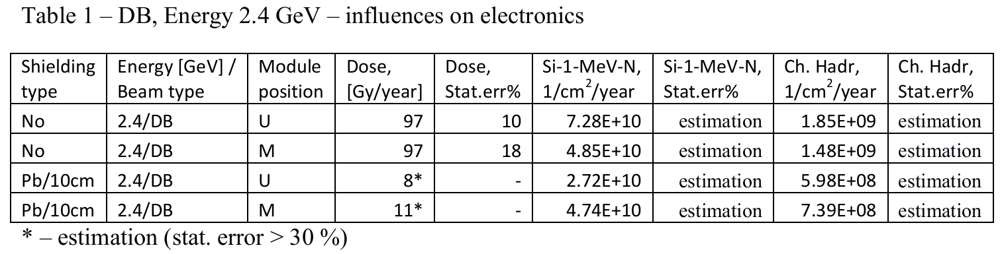 Table 1 – DB, Energy 2.4 GeV – influences on electronics
Shielding type | Energy [GeV] / Beam type | Module position | Dose, [Gy/year] | Dose, Stat.err% | Si-1-MeV-N, 1/cm²/year | Si-1-MeV-N, Stat.err% | Ch. Hadr, 1/cm²/year | Ch. Hadr, Stat.err%
No | 2.4/DB | U | 97 | 10 | 7.28E+10 | estimation | 1.85E+09 | estimation
No | 2.4/DB | M | 97 | 18 | 4.85E+10 | estimation | 1.48E+09 | estimation
Pb/10cm | 2.4/DB | U | 8* | - | 2.72E+10 | estimation | 5.98E+08 | estimation
Pb/10cm | 2.4/DB | M | 11* | - | 4.74E+10 | estimation | 7.39E+08 | estimation
* – estimation (stat. error > 30 %)